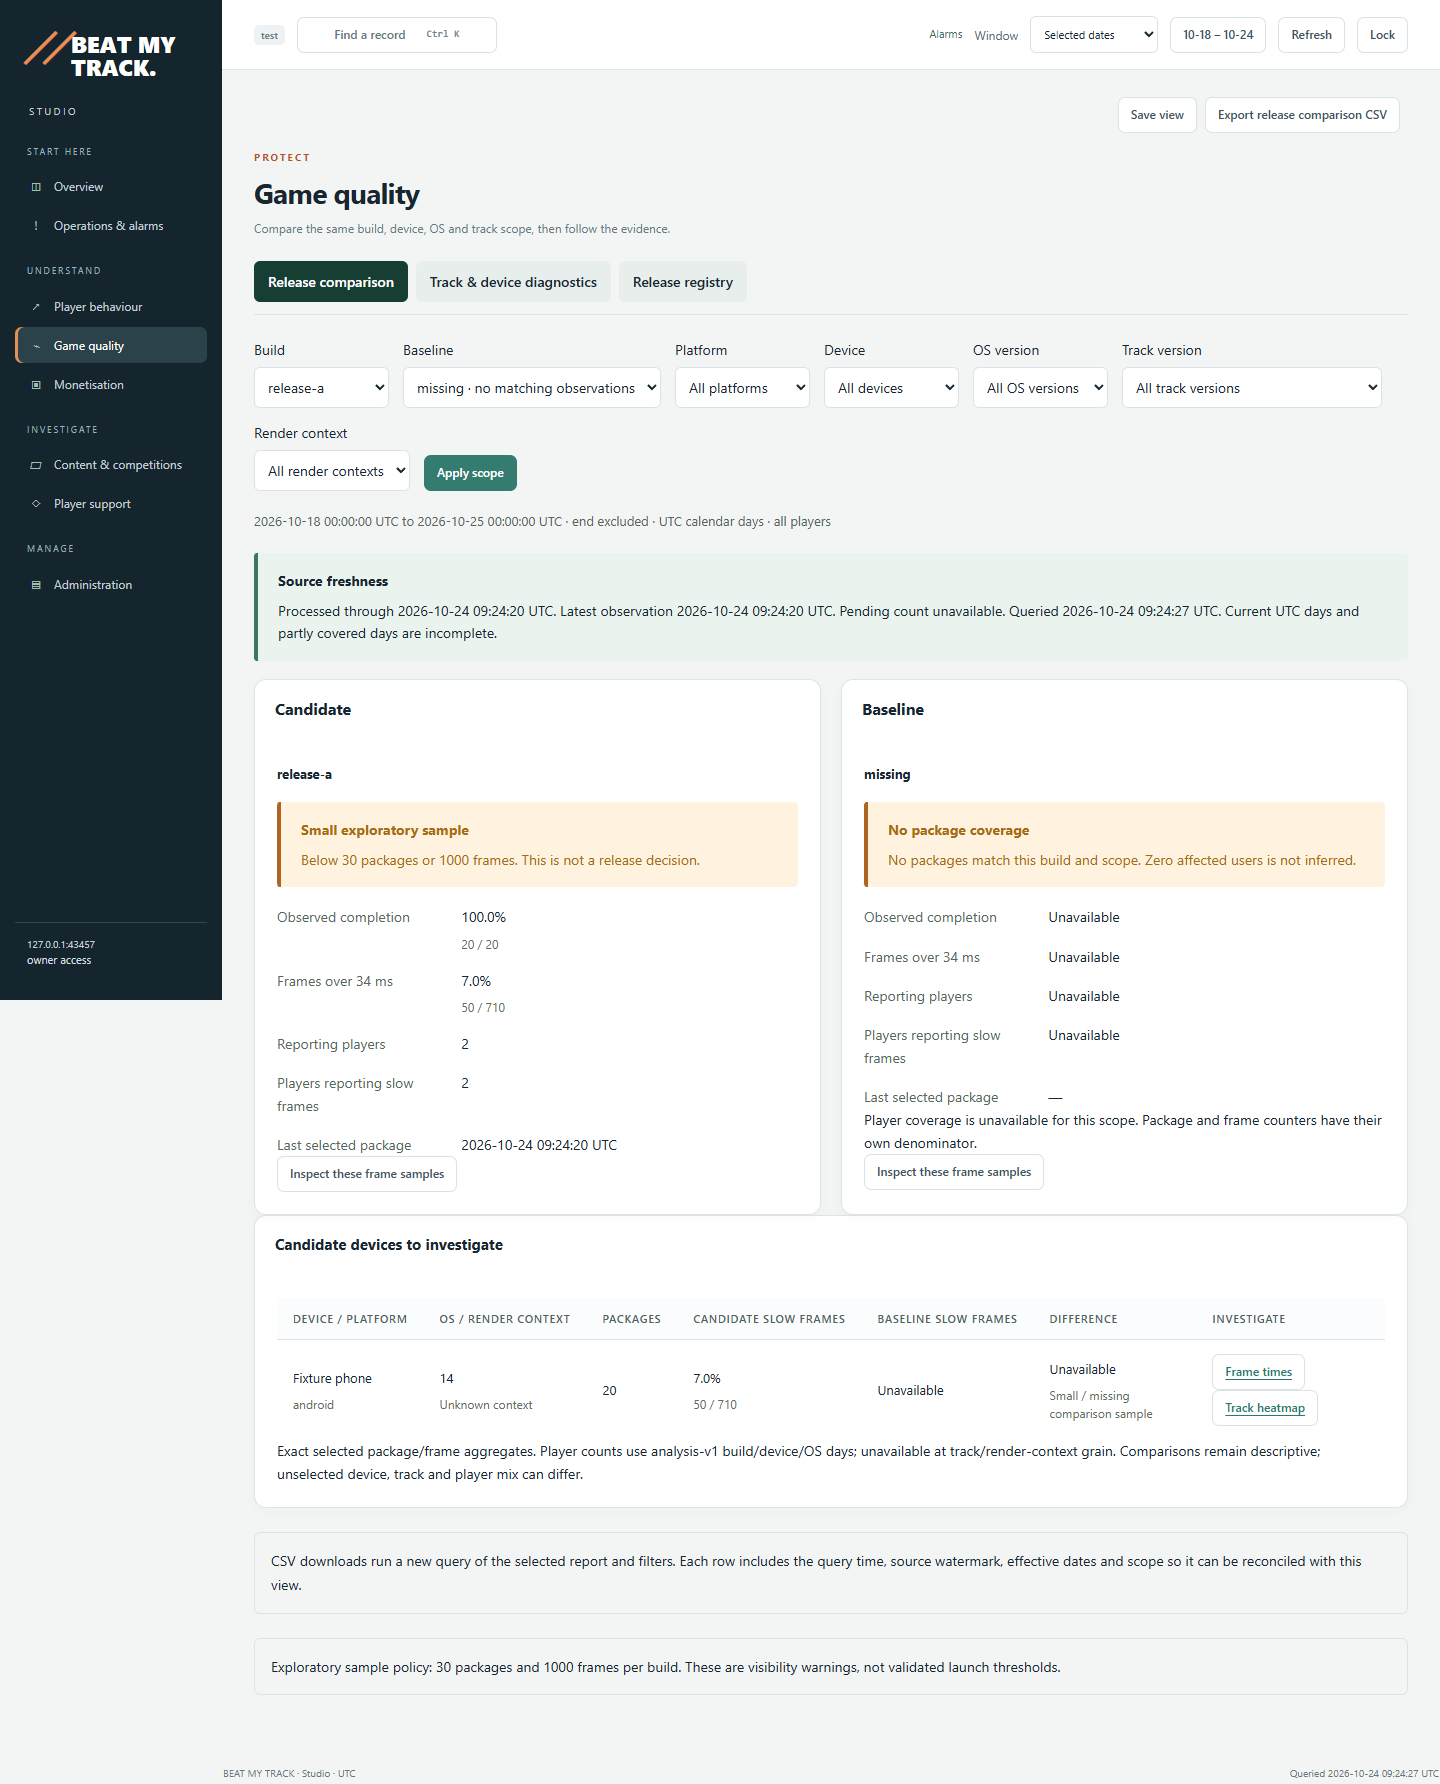 BEAT MY
TRACK.
STUDIO
START HERE
Overview
! Operations & alarms
UNDERSTAND
Player behaviour
Game quality
Monetisation
INVESTIGATE
Content & competitions
Player support
MANAGE
Administration
127.0.0.1:43457
owner access
test
Find a record Ctrl K
Alarms Window Selected dates 10-18 – 10-24 Refresh Lock
Save view Export release comparison CSV
PROTECT
Game quality
Compare the same build, device, OS and track scope, then follow the evidence.
Release comparison Track & device diagnostics Release registry
Build Baseline Platform Device OS version Track version
release-a missing · no matching observations All platforms All devices All OS versions All track versions
Render context
All render contexts Apply scope
2026-10-18 00:00:00 UTC to 2026-10-25 00:00:00 UTC · end excluded · UTC calendar days · all players
Source freshness
Processed through 2026-10-24 09:24:20 UTC. Latest observation 2026-10-24 09:24:20 UTC. Pending count unavailable. Queried 2026-10-24 09:24:27 UTC. Current UTC days and
partly covered days are incomplete.
Candidate
release-a
Small exploratory sample
Below 30 packages or 1000 frames. This is not a release decision.
Observed completion 100.0%
20 / 20
Frames over 34 ms 7.0%
50 / 710
Reporting players 2
Players reporting slow 2
frames
Last selected package 2026-10-24 09:24:20 UTC
Inspect these frame samples
Baseline
missing
No package coverage
No packages match this build and scope. Zero affected users is not inferred.
Observed completion Unavailable
Frames over 34 ms Unavailable
Reporting players Unavailable
Players reporting slow Unavailable
frames
Last selected package —
Player coverage is unavailable for this scope. Package and frame counters have their
own denominator.
Inspect these frame samples
Candidate devices to investigate
DEVICE / PLATFORM OS / RENDER CONTEXT PACKAGES CANDIDATE SLOW FRAMES BASELINE SLOW FRAMES DIFFERENCE INVESTIGATE
Fixture phone 14 20 7.0% Unavailable Unavailable Frame times
android Unknown context 50 / 710 Small / missing Track heatmap
comparison sample
Exact selected package/frame aggregates. Player counts use analysis-v1 build/device/OS days; unavailable at track/render-context grain. Comparisons remain descriptive;
unselected device, track and player mix can differ.
CSV downloads run a new query of the selected report and filters. Each row includes the query time, source watermark, effective dates and scope so it can be reconciled with this
view.
Exploratory sample policy: 30 packages and 1000 frames per build. These are visibility warnings, not validated launch thresholds.
BEAT MY TRACK · Studio · UTC
Queried 2026-10-24 09:24:27 UTC